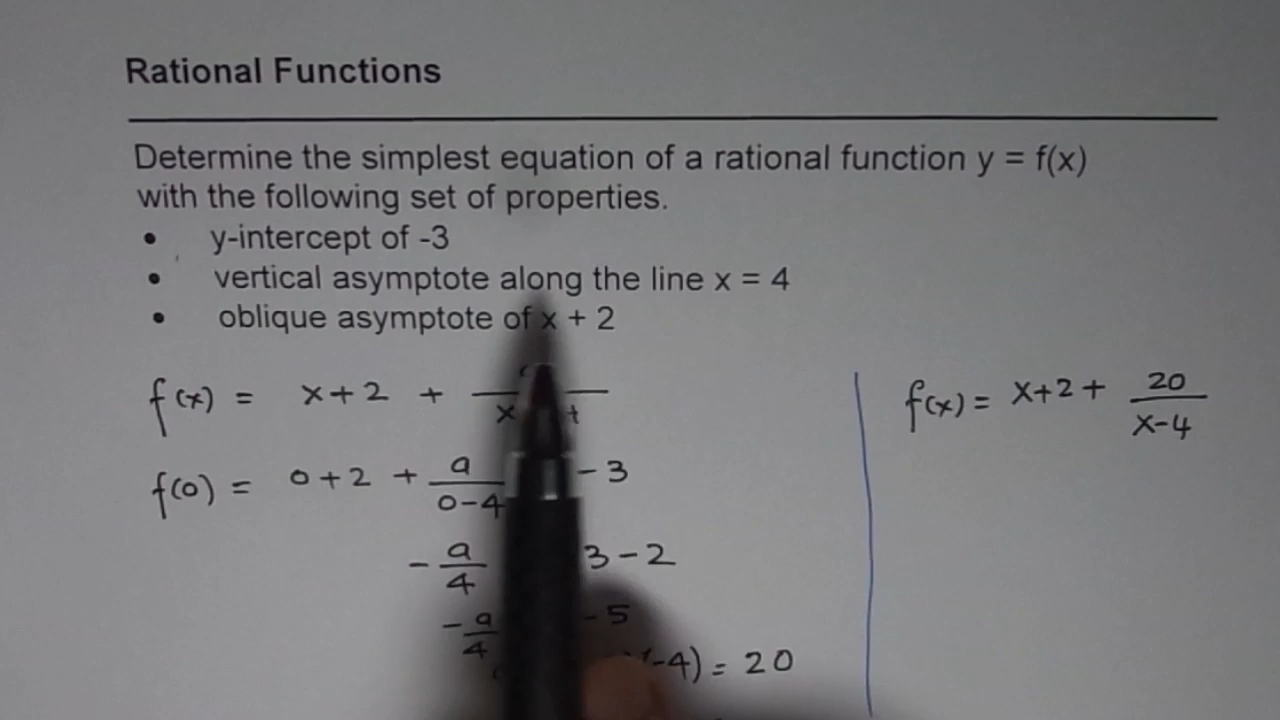 Rational Functions
Determine the simplest equation of a rational function y = f(x)
with the following set of properties.
• y-intercept of -3
• vertical asymptote along the line x = 4
• oblique asymptote of x + 2
f(x) = x+2 +
f(0) = 0+2 + a/(0-4) -3
-a/4 3-2
-a/4 -5
-4) = 20
f(x) = x+2+ 20/(x-4)